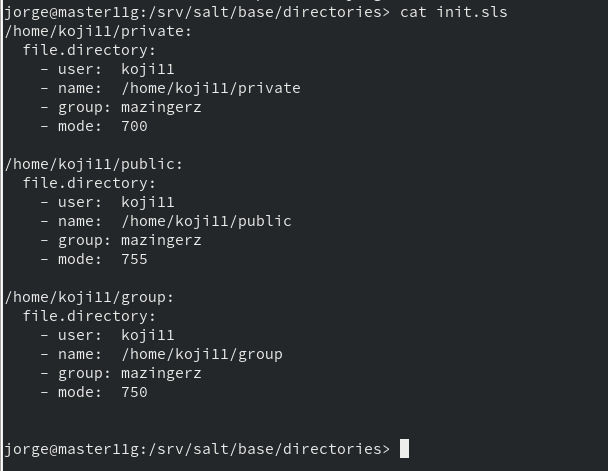 jorge@master11g:/srv/salt/base/directories> cat init.sls
/home/koji11/private:
  file.directory:
    - user:  koji11
    - name:  /home/koji11/private
    - group: mazingerz
    - mode:  700

/home/koji11/public:
  file.directory:
    - user:  koji11
    - name:  /home/koji11/public
    - group: mazingerz
    - mode:  755

/home/koji11/group:
  file.directory:
    - user:  koji11
    - name:  /home/koji11/group
    - group: mazingerz
    - mode:  750

jorge@master11g:/srv/salt/base/directories>